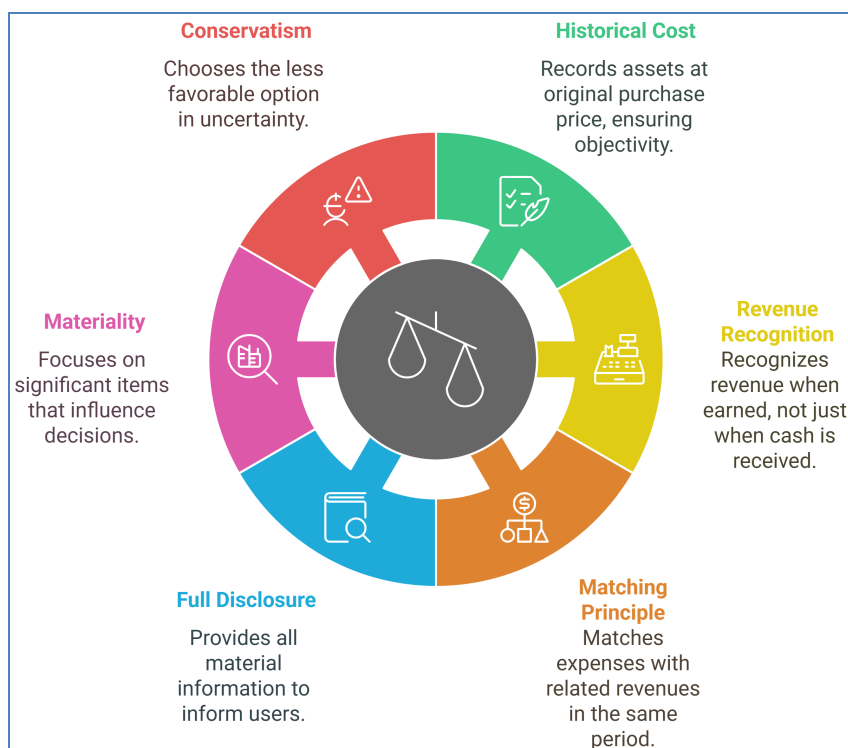 Conservatism
Chooses the less
favorable option
in uncertainty.
Historical Cost
Records assets at
original purchase
price, ensuring
objectivity.
Materiality
Focuses on
significant items
that influence
decisions.
Revenue
Recognition
Recognizes
revenue when
earned, not just
when cash is
received.
Full Disclosure
Provides all
material
information to
inform users.
Matching
Principle
Matches
expenses with
related revenues
in the same
period.